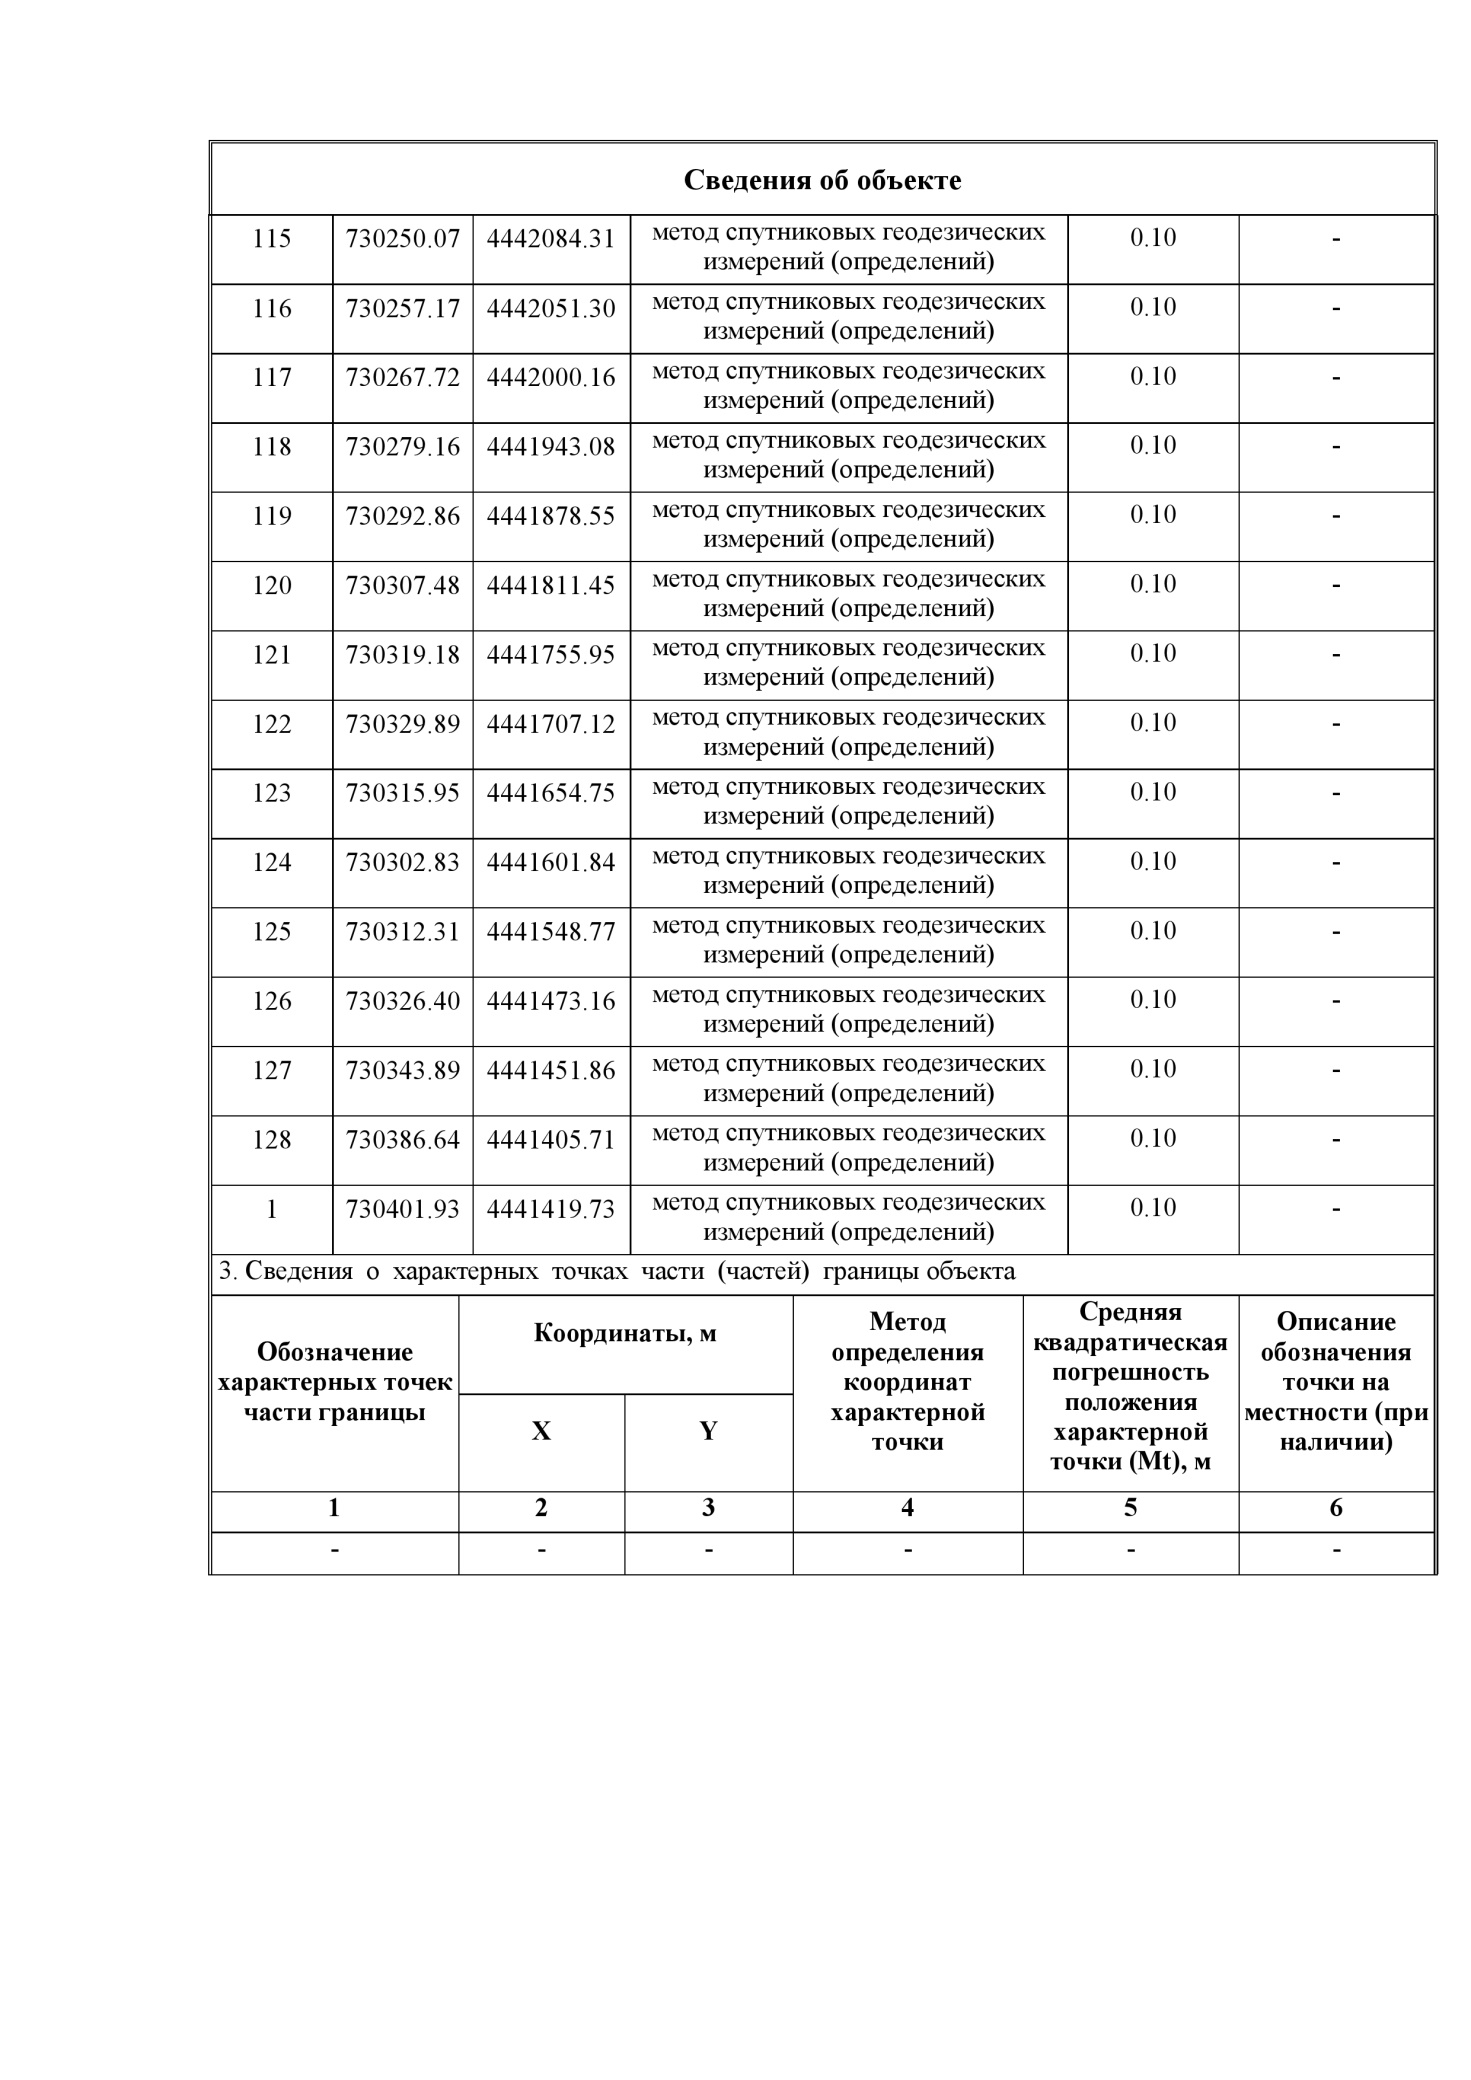 Сведения об объекте
115 730250.07 4442084.31 метод спутниковых геодезических измерений (определений) 0.10 -
116 730257.17 4442051.30 метод спутниковых геодезических измерений (определений) 0.10 -
117 730267.72 4442000.16 метод спутниковых геодезических измерений (определений) 0.10 -
118 730279.16 4441943.08 метод спутниковых геодезических измерений (определений) 0.10 -
119 730292.86 4441878.55 метод спутниковых геодезических измерений (определений) 0.10 -
120 730307.48 4441811.45 метод спутниковых геодезических измерений (определений) 0.10 -
121 730319.18 4441755.95 метод спутниковых геодезических измерений (определений) 0.10 -
122 730329.89 4441707.12 метод спутниковых геодезических измерений (определений) 0.10 -
123 730315.95 4441654.75 метод спутниковых геодезических измерений (определений) 0.10 -
124 730302.83 4441601.84 метод спутниковых геодезических измерений (определений) 0.10 -
125 730312.31 4441548.77 метод спутниковых геодезических измерений (определений) 0.10 -
126 730326.40 4441473.16 метод спутниковых геодезических измерений (определений) 0.10 -
127 730343.89 4441451.86 метод спутниковых геодезических измерений (определений) 0.10 -
128 730386.64 4441405.71 метод спутниковых геодезических измерений (определений) 0.10 -
1 730401.93 4441419.73 метод спутниковых геодезических измерений (определений) 0.10 -
3. Сведения о характерных точках части (частей) границы объекта
Обозначение
характерных точек
части границы
Координаты, м
X Y
Метод
определения
координат
характерной
точки
Средняя
квадратическая
погрешность
положения
характерной
точки (Mt), м
Описание
обозначения
точки на
местности (при
наличии)
1 2 3 4 5 6
- - - - - -